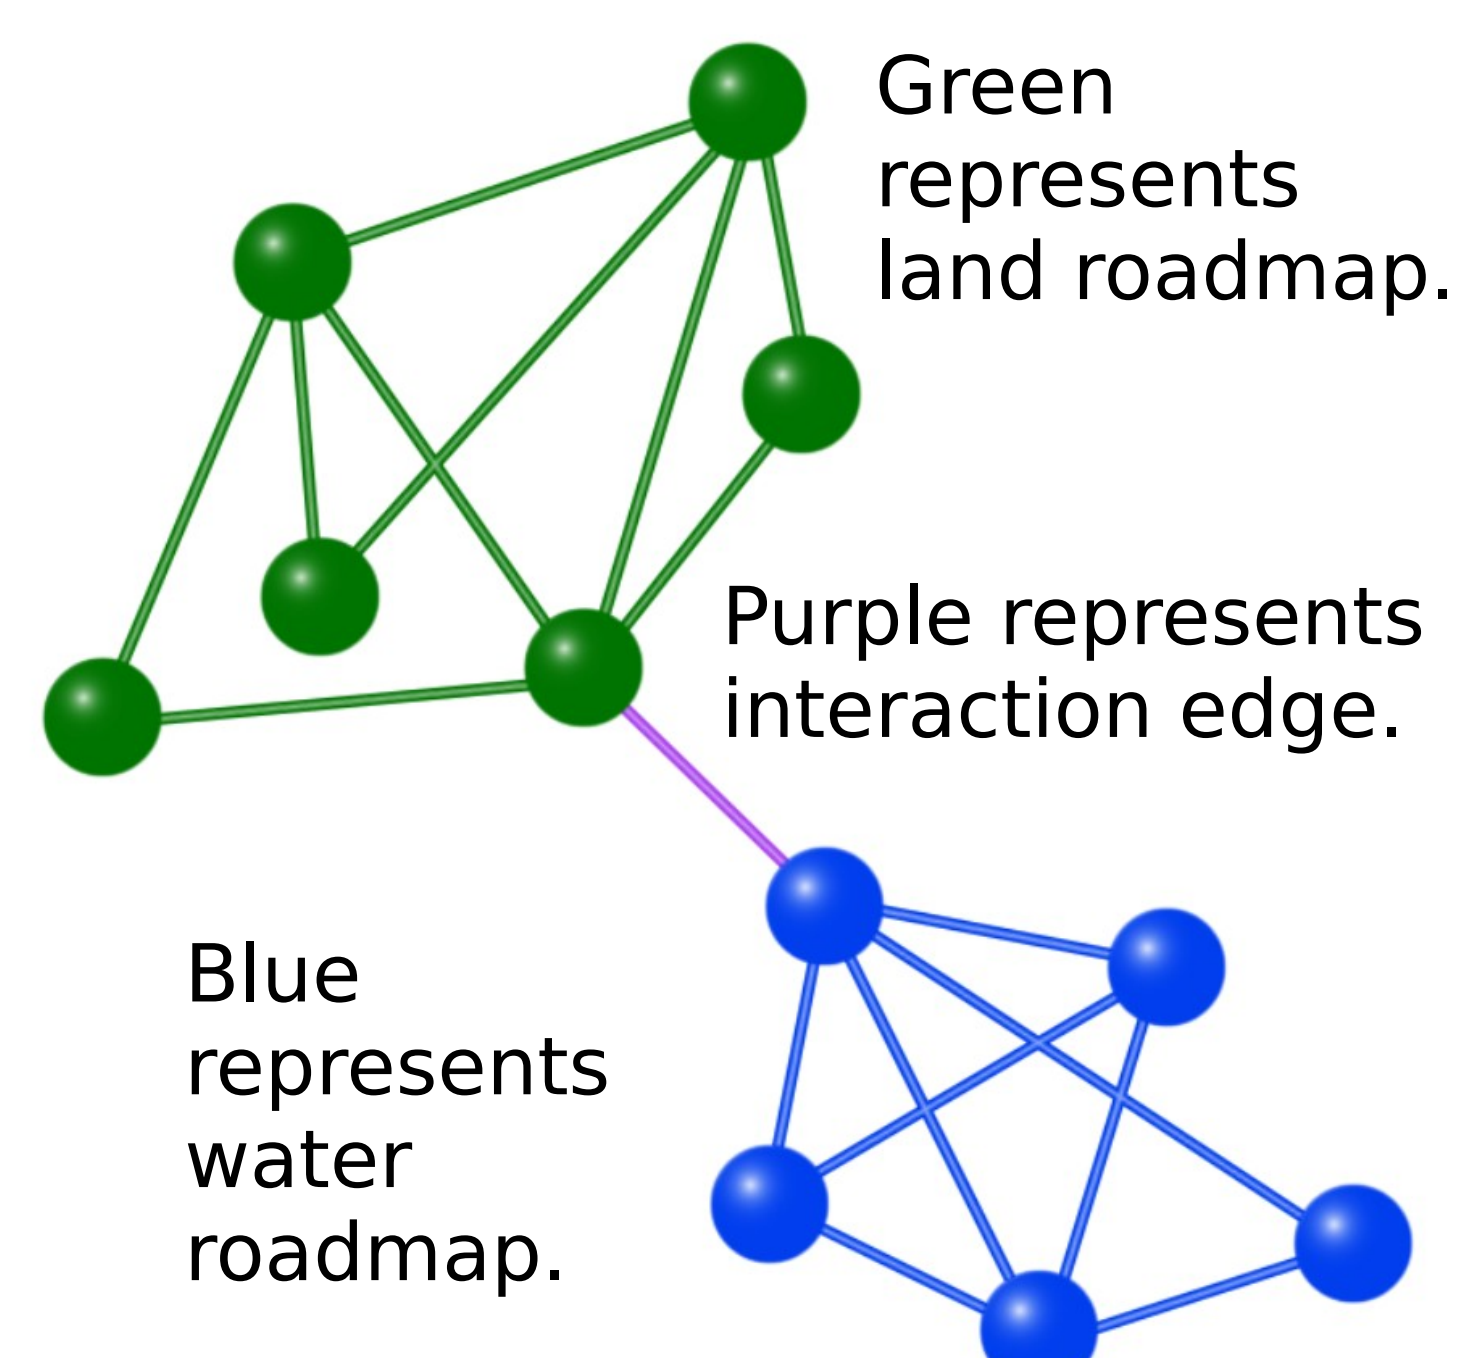 Green
represents
land roadmap.
Purple represents
interaction edge.
Blue
represents
water
roadmap.